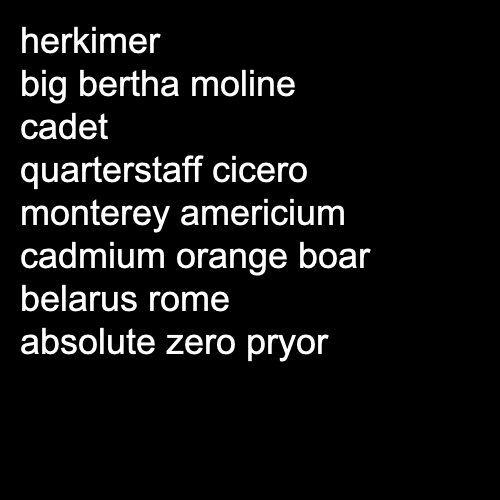 herkimer
big bertha moline
cadet
quarterstaff cicero
monterey americium
cadmium orange boar
belarus rome
absolute zero pryor